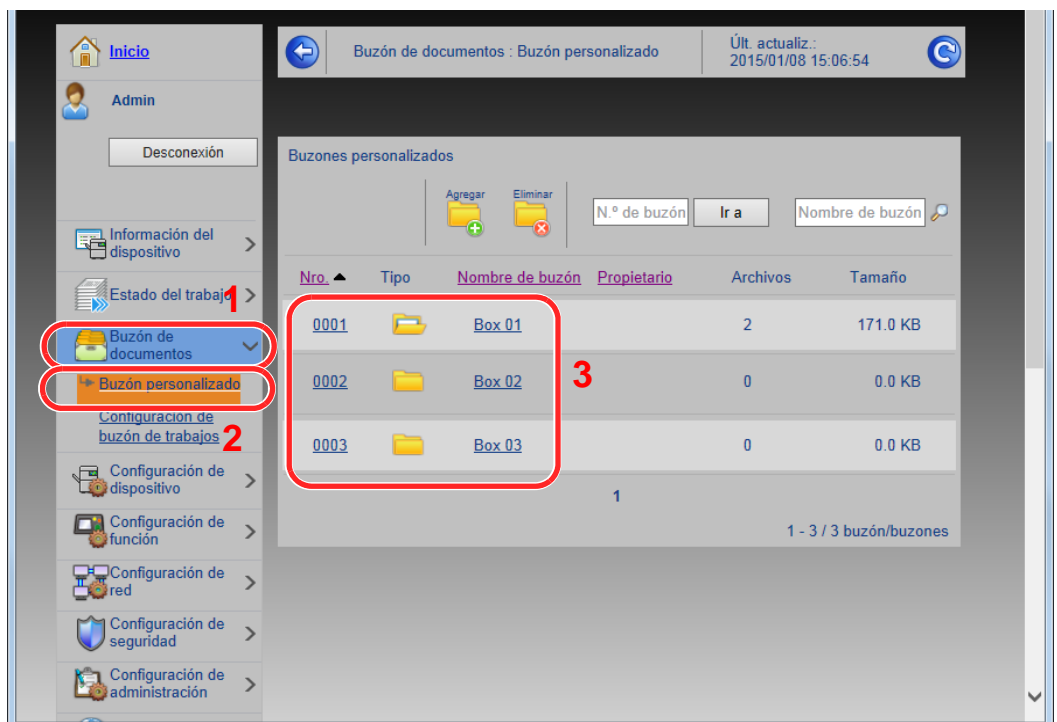 Inicio
Admin
Desconexión
Información del
dispositivo
Estado del trabajo
1
Buzón de
documentos
Buzón personalizado
Configuración de
buzón de trabajos
2
Configuración de
dispositivo
Configuración de
función
Configuración de
red
Configuración de
seguridad
Configuración de
administración
Buzón de documentos : Buzón personalizado
Últ. actualiz.:
2015/01/08 15:06:54
Buzones personalizados
Agregar Eliminar
N.º de buzón Ir a Nombre de buzón
Nro. Tipo Nombre de buzón Propietario Archivos Tamaño
0001 Box 01 2 171.0 KB
0002 Box 02 3 0 0.0 KB
0003 Box 03 0 0.0 KB
1
1 - 3 / 3 buzón/buzones